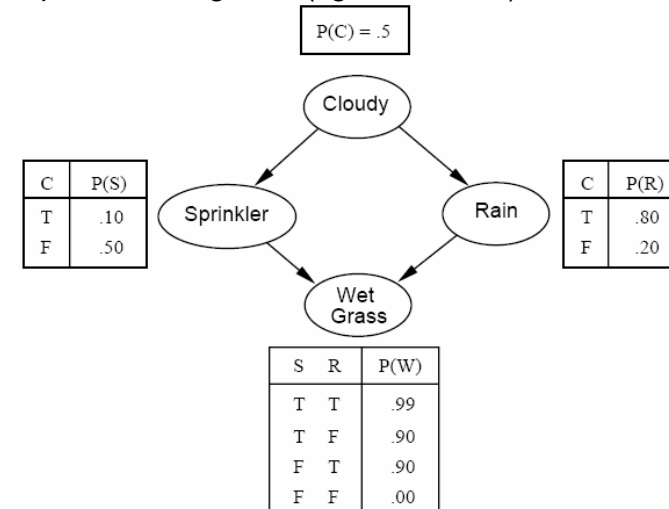 P(C) = .5
Cloudy
C P(S)
T .10
F .50
Sprinkler
Rain
C P(R)
T .80
F .20
Wet
Grass
S R P(W)
T T .99
T F .90
F T .90
F F .00